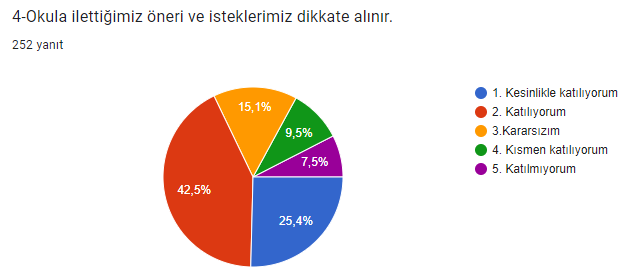 4-Okula ilettiğimiz öneri ve isteklerimiz dikkate alınır.
252 yanıt
15,1%
9,5%
7,5%
42,5%
25,4%
1. Kesinlikle katılıyorum
2. Katılıyorum
3.Kararsızım
4. Kısmen katılıyorum
5. Katılmıyorum